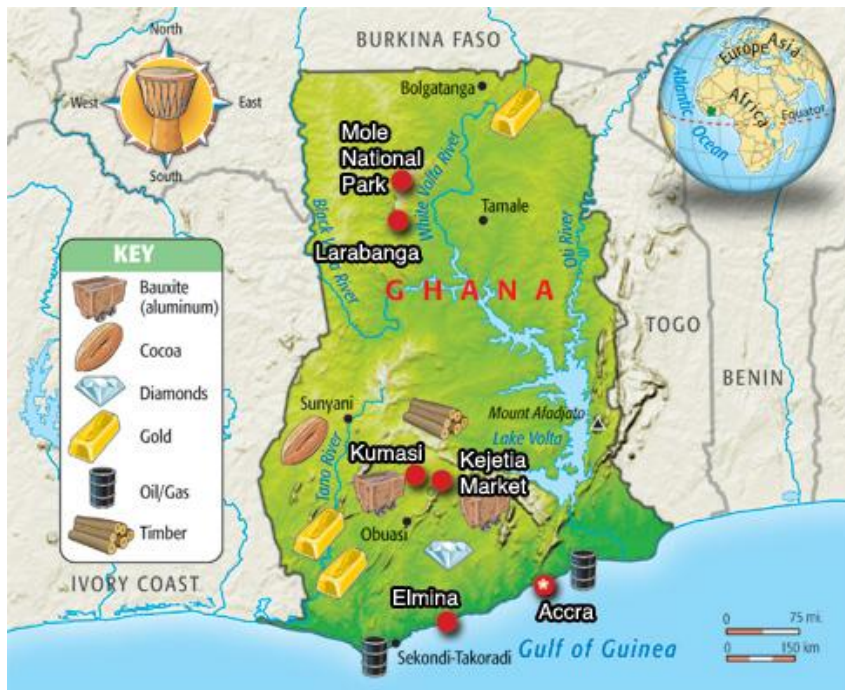 North
West
East
South
BURKINA FASO
Europe
Asia
Africa
Atlantic
Ocean
Equator
Bolgatanga
Mole
National
Park
White Volta River
Tamale
Larabanga
Black Volta River
Oti River
GHANA
TOGO
BENIN
KEY
Bauxite
(aluminum)
Cocoa
Diamonds
Gold
Oil/Gas
Timber
Sunyani
Mount Afadjato
Lake Volta
Tano River
Kumasi
Kejetia
Market
Obuasi
IVORY COAST
Elmina
Accra
Sekondi-Takoradi
Gulf of Guinea
0 75 mi.
0 150 km